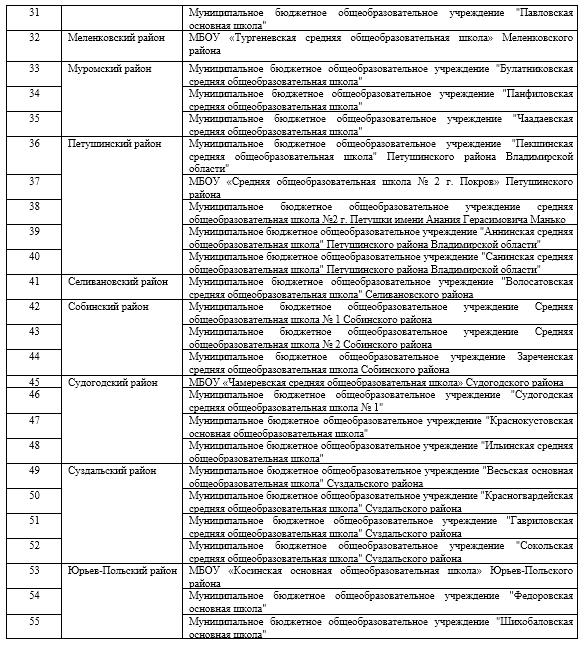 31 Муниципальное бюджетное общеобразовательное учреждение "Павловская
основная школа"
32 Меленковский район МБОУ «Тургеневская средняя общеобразовательная школа» Меленковского
района
33 Муромский район Муниципальное бюджетное общеобразовательное учреждение "Булатниковская
средняя общеобразовательная школа"
34 Муниципальное бюджетное общеобразовательное учреждение "Панфиловская
средняя общеобразовательная школа"
35 Муниципальное бюджетное общеобразовательное учреждение "Чаадаевская
средняя общеобразовательная школа"
36 Петушинский район Муниципальное бюджетное общеобразовательное учреждение "Пекшинская
средняя общеобразовательная школа" Петушинского района Владимирской
области"
37 МБОУ «Средняя общеобразовательная школа № 2 г. Покров» Петушинского
района
38 Муниципальное бюджетное общеобразовательное учреждение средняя
общеобразовательная школа №2 г. Петушки имени Анания Герасимовича Манько
39 Муниципальное бюджетное общеобразовательное учреждение "Аннинская средняя
общеобразовательная школа" Петушинского района Владимирской области"
40 Муниципальное бюджетное общеобразовательное учреждение "Санинская средняя
общеобразовательная школа" Петушинского района Владимирской области"
41 Селивановский район Муниципальное бюджетное общеобразовательное учреждение "Волосатовская
средняя общеобразовательная школа" Селивановского района
42 Собинский район Муниципальное бюджетное общеобразовательное учреждение Средняя
общеобразовательная школа № 1 Собинского района
43 Муниципальное бюджетное общеобразовательное учреждение Средняя
общеобразовательная школа № 2 Собинского района
44 Муниципальное бюджетное общеобразовательное учреждение Зареченская
средняя общеобразовательная школа Собинского района
45 Судогодский район МБОУ «Чамеревская средняя общеобразовательная школа» Судогодского района
46 Муниципальное бюджетное общеобразовательное учреждение "Судогодская
средняя общеобразовательная школа № 1"
47 Муниципальное бюджетное общеобразовательное учреждение "Краснокустовская
основная общеобразовательная школа"
48 Муниципальное бюджетное общеобразовательное учреждение "Ильинская средняя
общеобразовательная школа"
49 Суздальский район Муниципальное бюджетное общеобразовательное учреждение "Весьская основная
общеобразовательная школа" Суздальского района
50 Муниципальное бюджетное общеобразовательное учреждение "Красногвардейская
средняя общеобразовательная школа" Суздальского района
51 Муниципальное бюджетное общеобразовательное учреждение "Гавриловская
средняя общеобразовательная школа" Суздальского района
52 Муниципальное бюджетное общеобразовательное учреждение "Сокольская
средняя общеобразовательная школа" Суздальского района
53 Юрьев-Польский район МБОУ «Косинская основная общеобразовательная школа» Юрьев-Польского
района
54 Муниципальное бюджетное общеобразовательное учреждение "Федоровская
основная школа"
55 Муниципальное бюджетное общеобразовательное учреждение "Шихобаловская
основная школа"